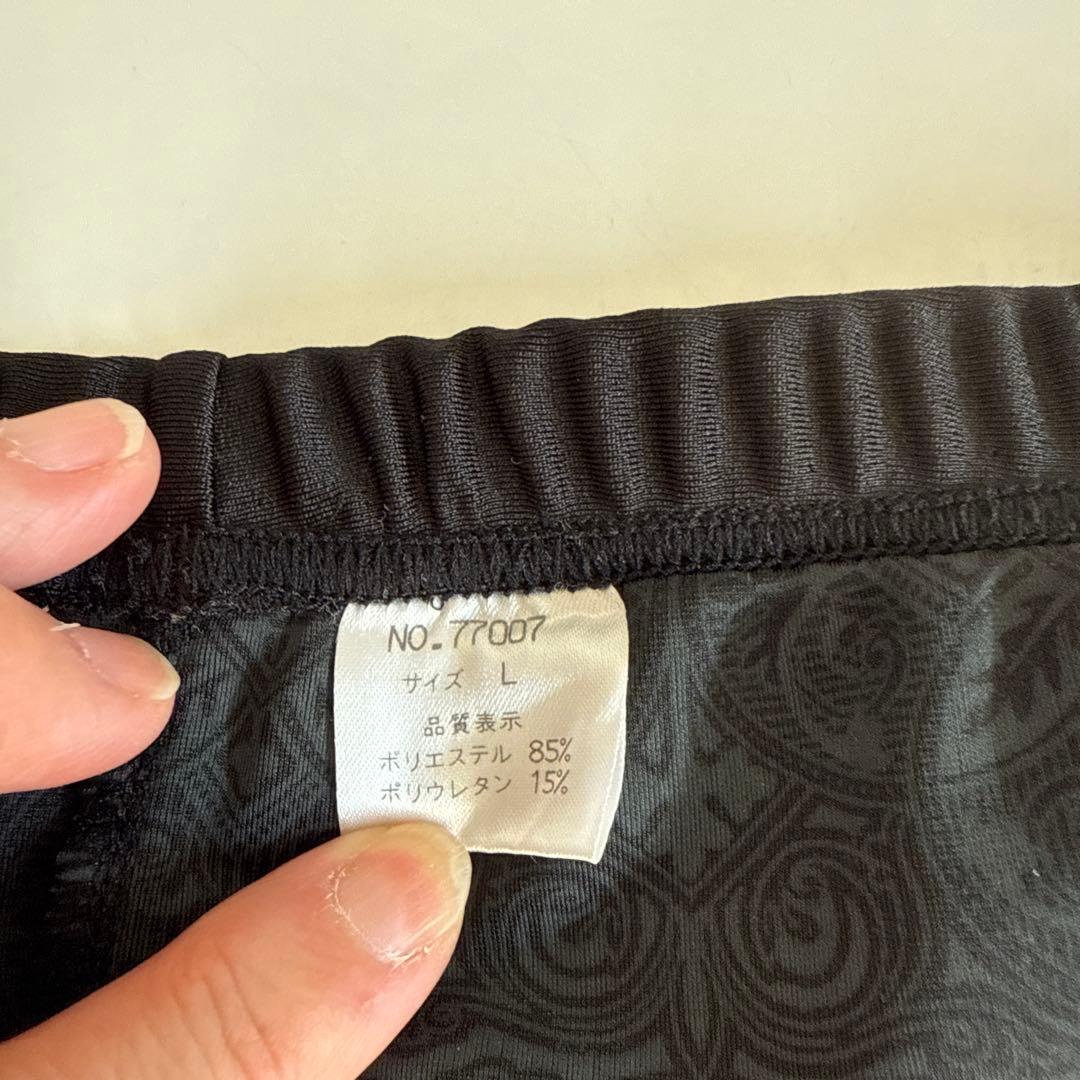 NO.77007
サイズ L
品質表示
ポリエステル 85%
ポリウレタン 15%